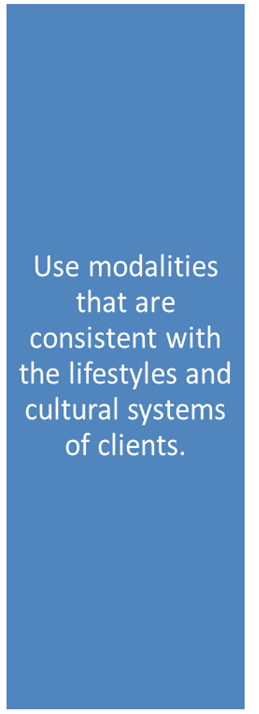 Use modalities
that are
consistent with
the lifestyles and
cultural systems
of clients.